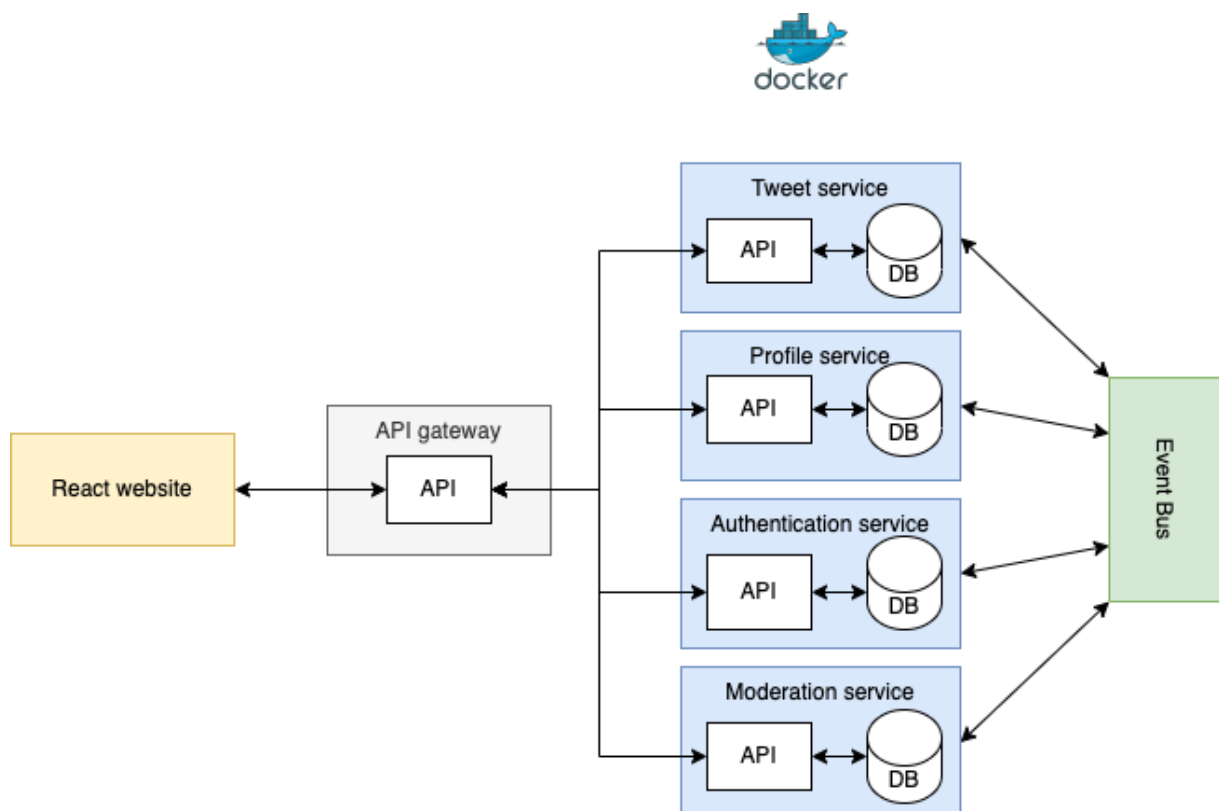 docker
Tweet service
API
DB
Profile service
API
DB
API gateway
API
React website
Authentication service
API
DB
Moderation service
API
DB
Event Bus